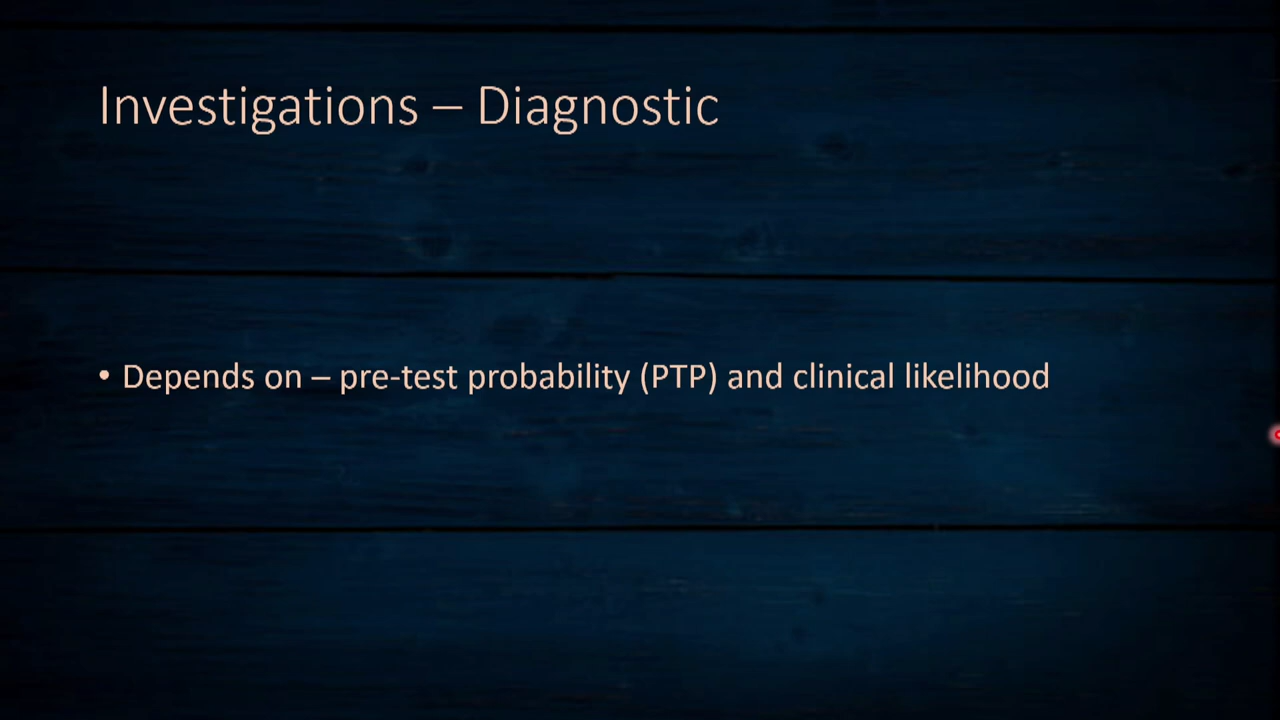 Investigations – Diagnostic
• Depends on – pre-test probability (PTP) and clinical likelihood